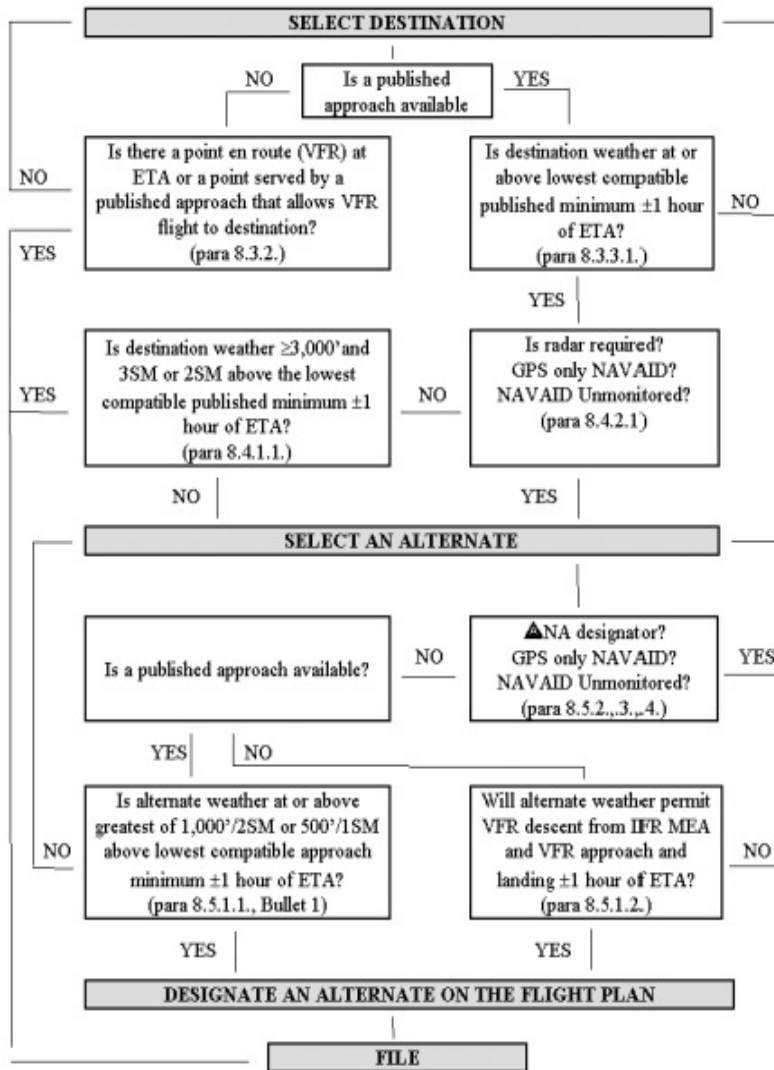 SELECT DESTINATION
NO
Is a published
approach available
YES
Is there a point en route (VFR) at
ETA or a point served by a
published approach that allows VFR
flight to destination?
(para 8.3.2.)
NO
YES
Is destination weather at or
above lowest compatible
published minimum ±1 hour
of ETA?
(para 8.3.3.1.)
NO
YES
Is destination weather ≥3,000' and
3SM or 2SM above the lowest
compatible published minimum ±1
hour of ETA?
(para 8.4.1.1.)
YES
NO
Is radar required?
GPS only NAVAID?
NAVAID Unmonitored?
(para 8.4.2.1)
NO
YES
SELECT AN ALTERNATE
Is a published approach available?
NO
▲NA designator?
GPS only NAVAID?
NAVAID Unmonitored?
(para 8.5.2.,.3.,.4.)
YES
YES
NO
Is alternate weather at or above
greatest of 1,000'/2SM or 500'/1SM
above lowest compatible approach
minimum ±1 hour of ETA?
(para 8.5.1.1., Bullet 1)
NO
YES
Will alternate weather permit
VFR descent from IFR MEA
and VFR approach and
landing ±1 hour of ETA?
(para 8.5.1.2.)
NO
YES
DESIGNATE AN ALTERNATE ON THE FLIGHT PLAN
FILE